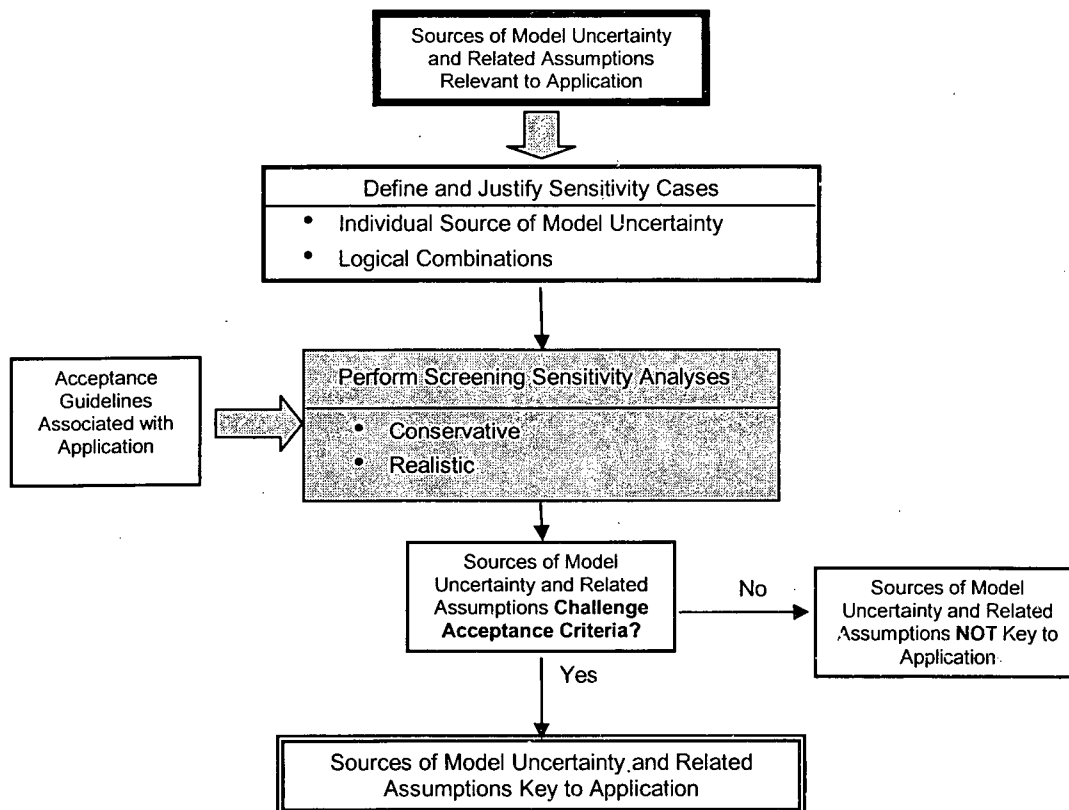 Sources of Model Uncertainty
and Related Assumptions
Relevant to Application
Define and Justify Sensitivity Cases
• Individual Source of Model Uncertainty
• Logical Combinations
Acceptance
Guidelines
Associated with
Application
Perform Screening Sensitivity Analyses
• Conservative
• Realistic
Sources of Model
Uncertainty and Related
Assumptions Challenge
Acceptance Criteria?
No
Sources of Model
Uncertainty and Related
Assumptions NOT Key to
Application
Yes
Sources of Model Uncertainty and Related
Assumptions Key to Application